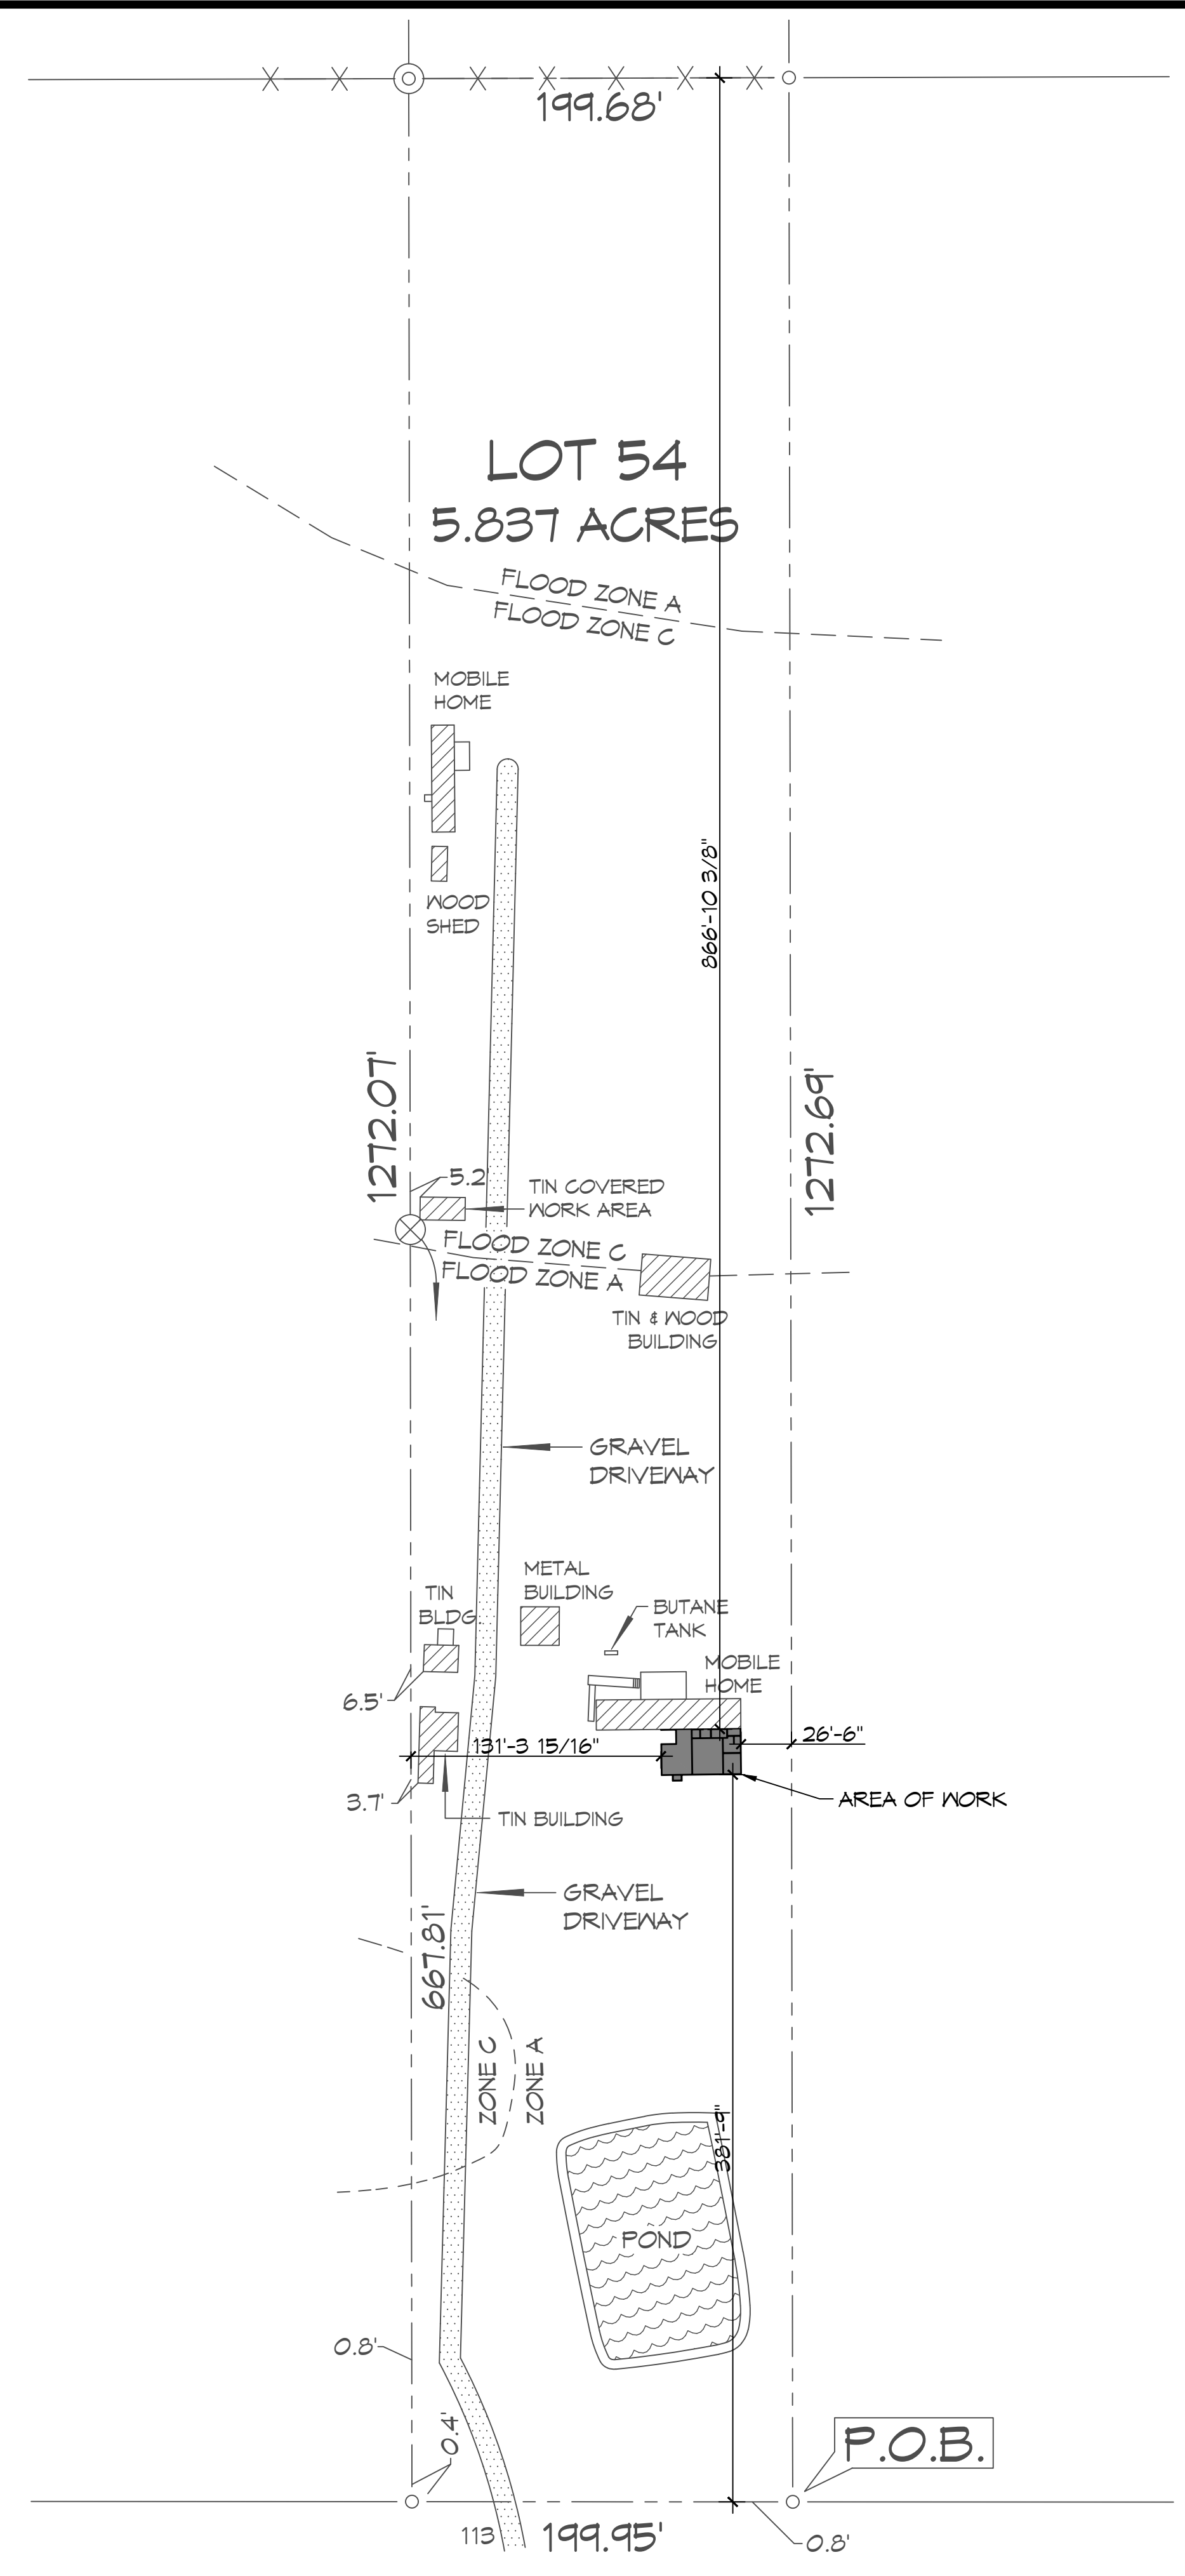 199.68'
LOT 54
5.837 ACRES
FLOOD ZONE A
FLOOD ZONE C
MOBILE
HOME
866'-10 3/8"
WOOD
SHED
1272.07'
1272.69'
5.2'
TIN COVERED
WORK AREA
FLOOD ZONE C
FLOOD ZONE A
TIN & WOOD
BUILDING
GRAVEL
DRIVEWAY
METAL
BUILDING
TIN
BLDG.
BUTANE
TANK
MOBILE
HOME
6.5'
131'-3 15/16"
26'-6"
3.7'
AREA OF WORK
TIN BUILDING
GRAVEL
DRIVEWAY
667.81'
ZONE C
ZONE A
381'-9"
POND
0.8'
0.4'
P.O.B.
113
199.95'
0.8'